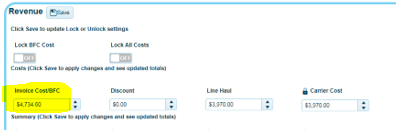 Revenue Save
Click Save to update Lock or Unlock settings
Lock BFC Cost Lock All Costs
OFF OFF
Costs (Click Save to apply changes and see updated totals)
Invoice Cost/BFC Discount Line Haul Carrier Cost
$4,734.00 $0.00 $3,970.00 $3,970.00
Summary (Click Save to apply changes and see updated totals)